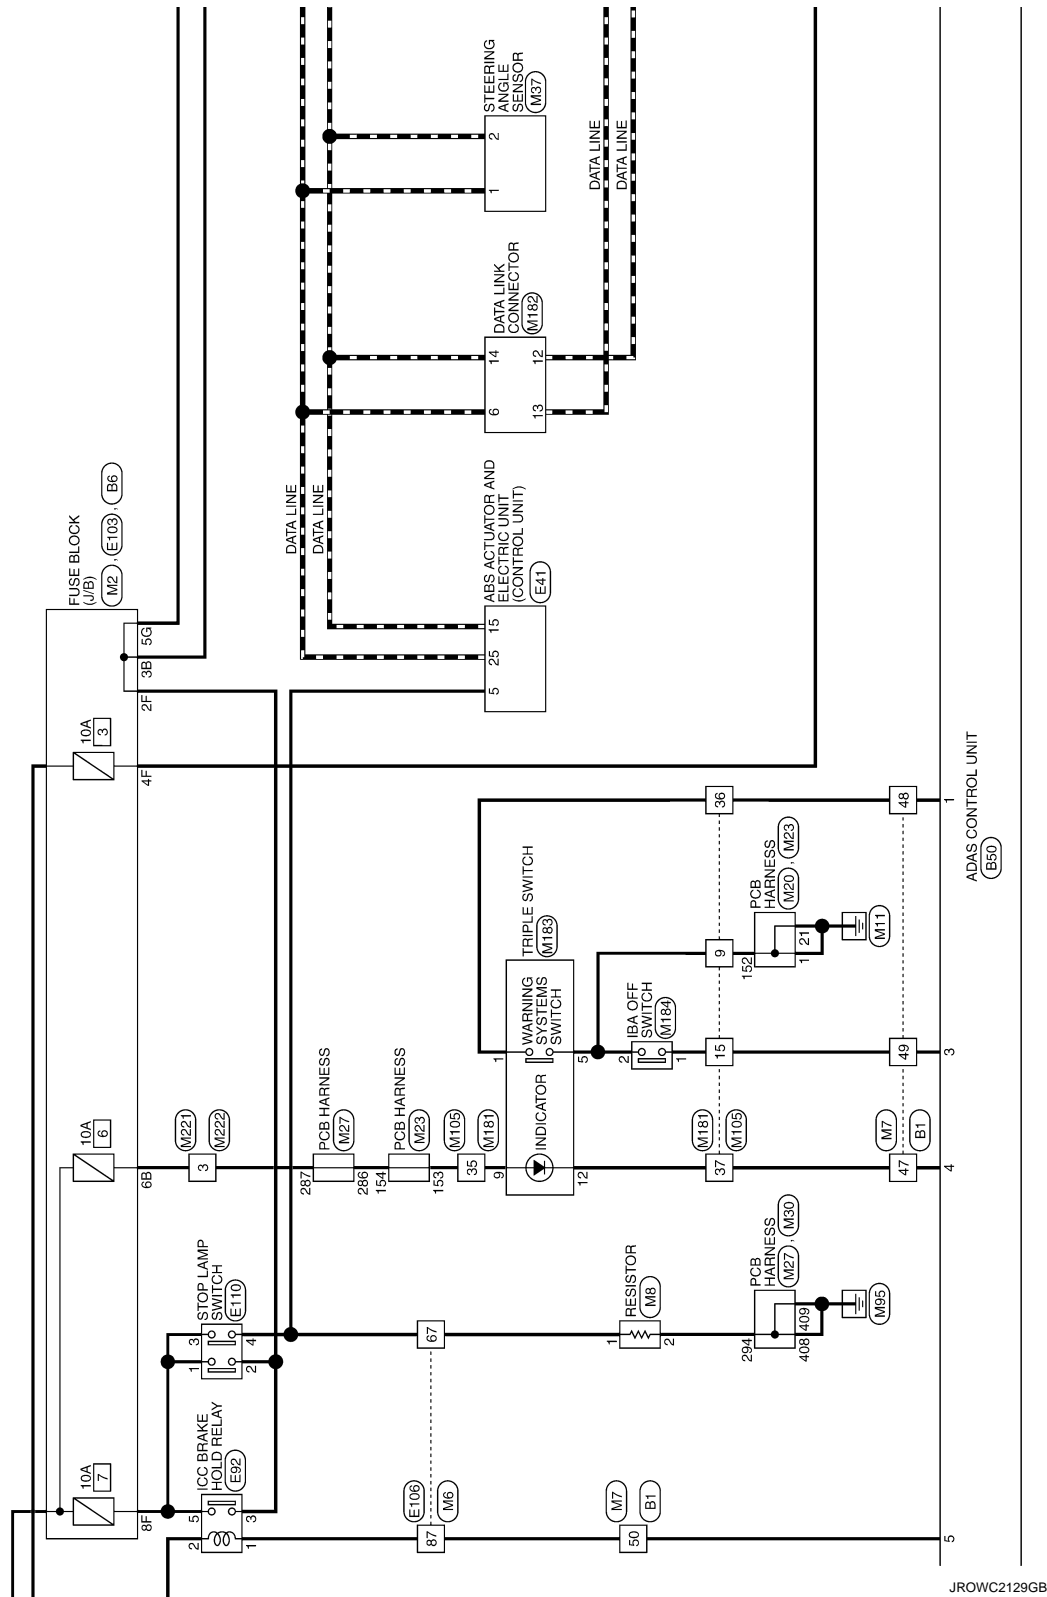 FUSE BLOCK
(J/B)
M2 , E103 , B6
10A
7
10A
6
10A
3
8F
6B
4F
2F
3B
5G
ICC BRAKE
HOLD RELAY
E92
2
5
1
3
STOP LAMP
SWITCH
E110
1
3
2
4
M221
M222
3
DATA LINE
DATA LINE
PCB HARNESS
M27
287
286
PCB HARNESS
M23
154
153
E106
M6
87
67
M105
M181
35
ABS ACTUATOR AND
ELECTRIC UNIT
(CONTROL UNIT)
E41
5
25
15
DATA LINK
CONNECTOR
M182
6
14
13
12
STEERING
ANGLE
SENSOR
M37
1
2
TRIPLE SWITCH
M183
9
1
INDICATOR
WARNING
SYSTEMS
SWITCH
12
5
DATA LINE
DATA LINE
M7
B1
50
RESISTOR
M8
1
2
IBA OFF
SWITCH
M184
2
1
M181
M105
37
15
9
36
PCB
HARNESS
M27 , M30
294
408
409
M95
PCB
HARNESS
M20 , M23
152
1
21
M11
M7
B1
47
49
48
5
4
3
1
ADAS CONTROL UNIT
B50
JROWC2129GB